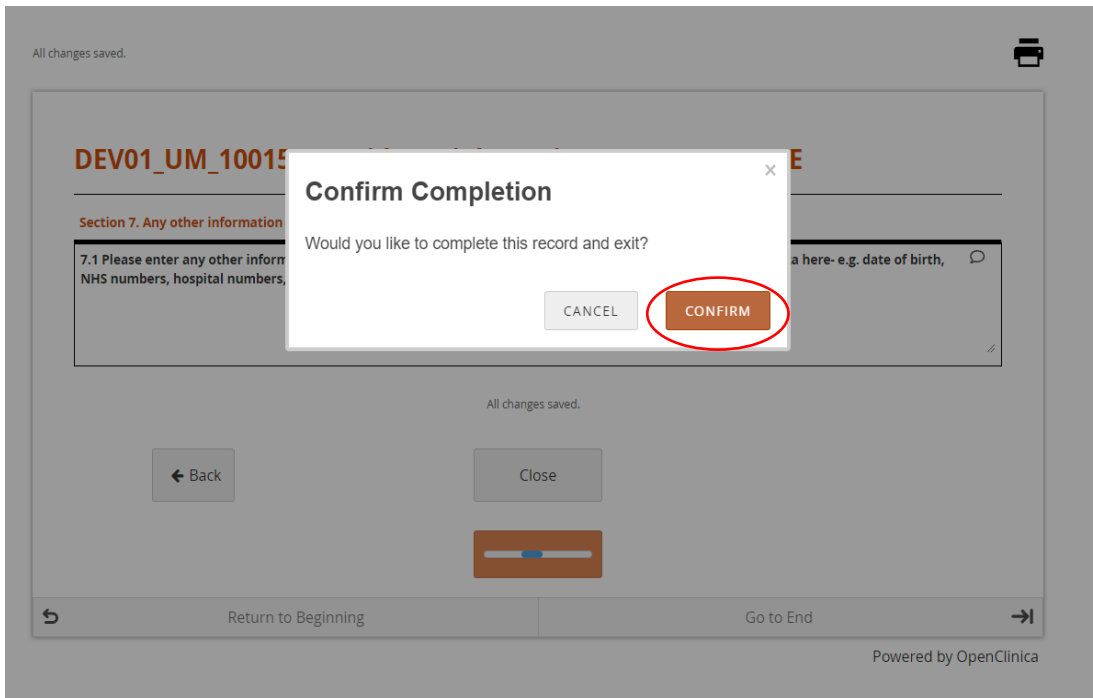 All changes saved.
DEV01_UM_10015 E
Confirm Completion
×
Would you like to complete this record and exit?
CANCEL
CONFIRM
Section 7. Any other information
7.1 Please enter any other inform a here- e.g. date of birth,
NHS numbers, hospital numbers,
All changes saved.
Back
Close
Return to Beginning
Go to End
Powered by OpenClinica